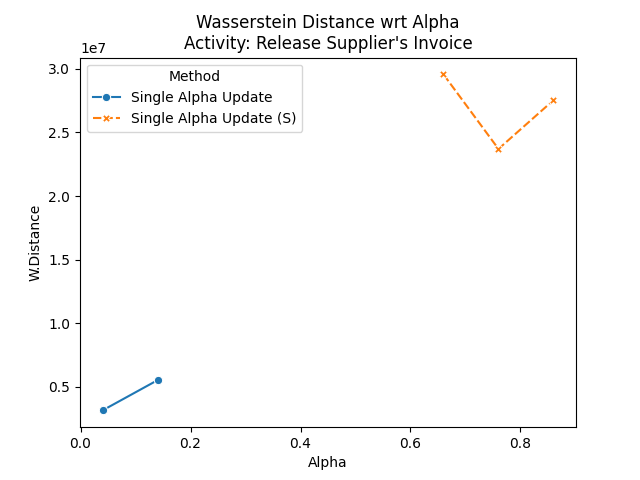 Wasserstein Distance wrt Alpha
Activity: Release Supplier's Invoice
1e7
Method
Single Alpha Update
Single Alpha Update (S)
3.0
2.5
2.0
1.5
1.0
0.5
W.Distance
0.0 0.2 0.4 0.6 0.8
Alpha